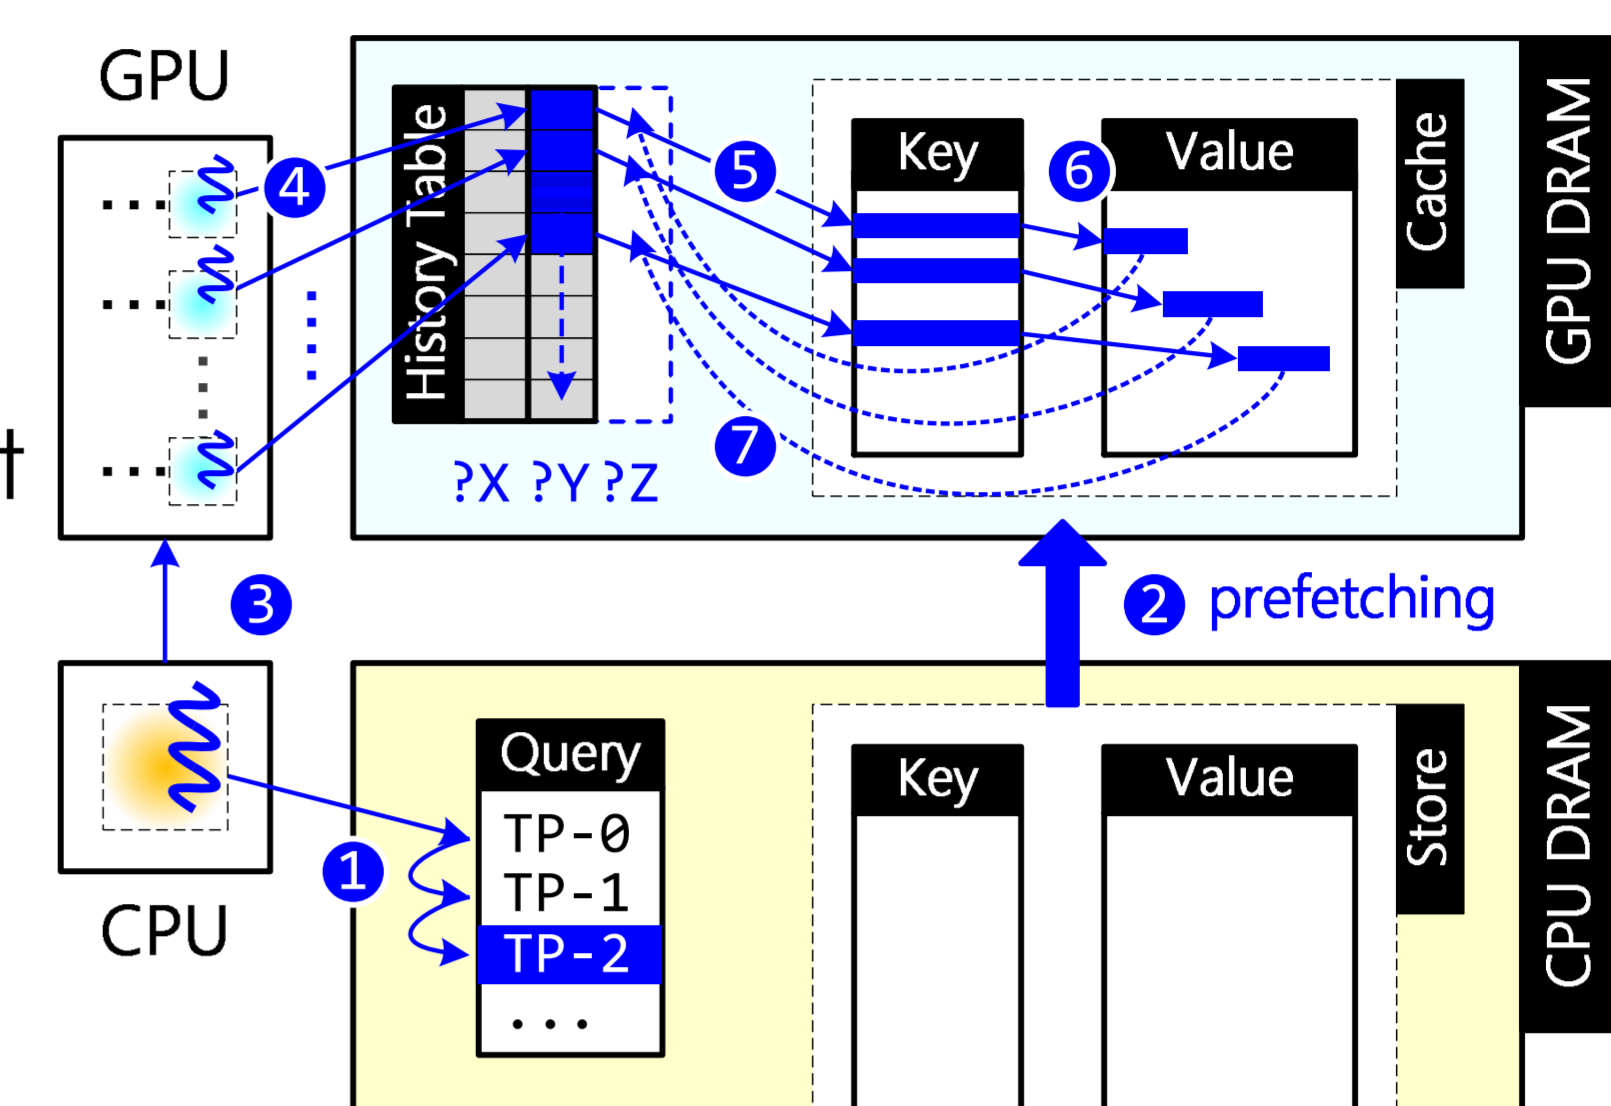 GPU
History Table
?X ?Y ?Z
4
5
6
7
Key
Value
Cache
GPU DRAM
†
3
2 prefetching
CPU
1
Query
TP-0
TP-1
TP-2
...
Key
Value
Store
CPU DRAM